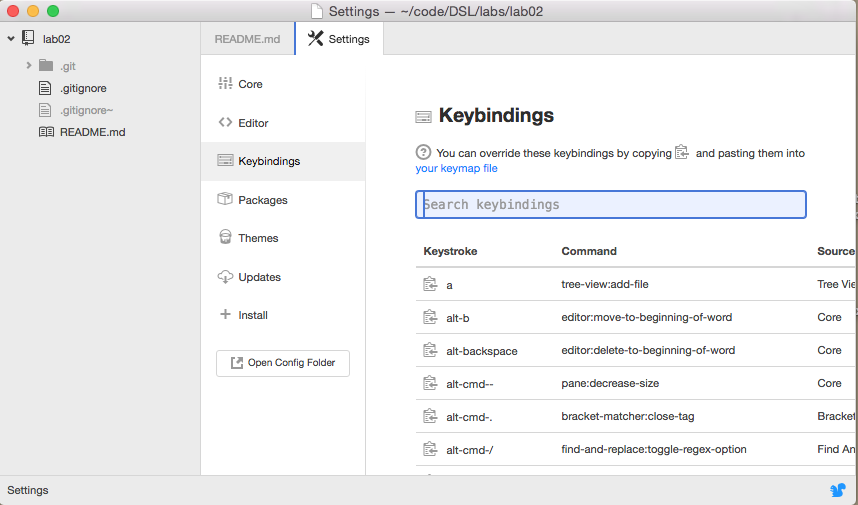 Settings — ~/code/DSL/labs/lab02
lab02
.git
.gitignore
.gitignore~
README.md
README.md
Settings
Core
Editor
Keybindings
Packages
Themes
Updates
Install
Open Config Folder
Keybindings
You can override these keybindings by copying and pasting them into
your keymap file
Search keybindings
Keystroke Command Source
a tree-view:add-file Tree Vie
alt-b editor:move-to-beginning-of-word Core
alt-backspace editor:delete-to-beginning-of-word Core
alt-cmd-- pane:decrease-size Core
alt-cmd-. bracket-matcher:close-tag Bracket
alt-cmd-/ find-and-replace:toggle-regex-option Find An
Settings